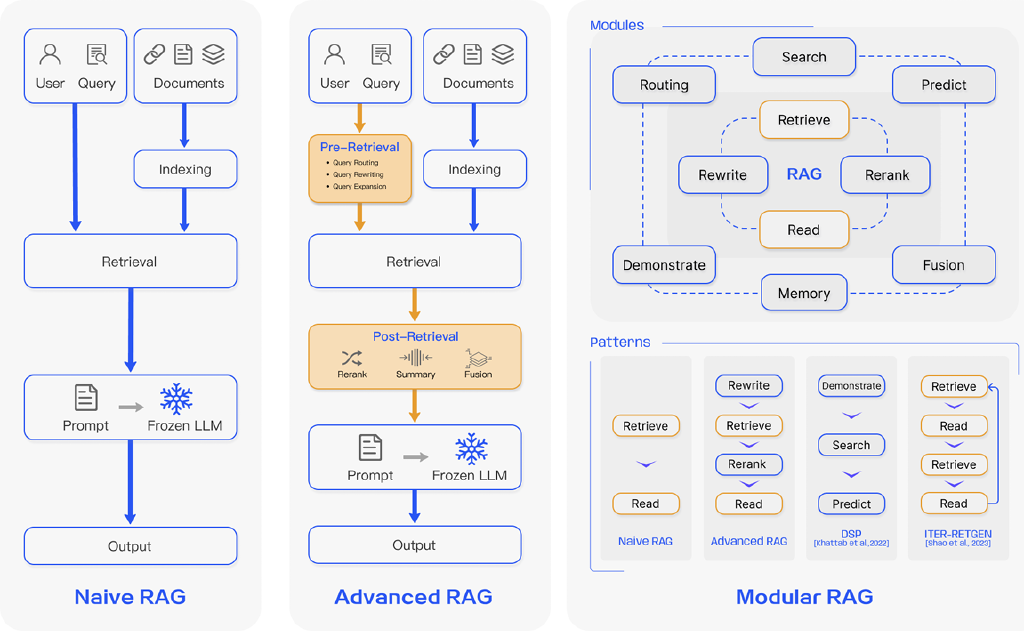 User Query
Documents
Indexing
Retrieval
Prompt
Frozen LLM
Output
Naive RAG
User Query
Documents
Pre-Retrieval
• Query Routing
• Query Rewriting
• Query Expansion
Indexing
Retrieval
Post-Retrieval
Rerank
Summary
Fusion
Prompt
Frozen LLM
Output
Advanced RAG
Modules
Search
Routing
Predict
Retrieve
Rewrite
RAG
Rerank
Read
Demonstrate
Fusion
Memory
Patterns
Retrieve
Read
Naive RAG
Rewrite
Retrieve
Rerank
Read
Advanced RAG
Demonstrate
Search
Predict
DSP
[Khattab et al.,2022]
Retrieve
Read
Retrieve
Read
ITER-RETGEN
[Shao et al., 2023]
Modular RAG